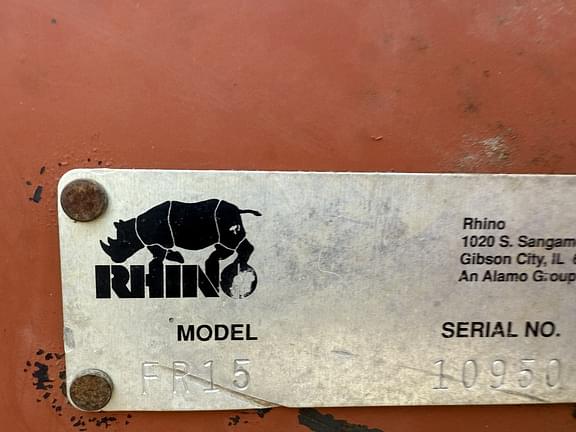 RHINO
Rhino
1020 S. Sangam
Gibson City, IL
An Alamo Group
MODEL
SERIAL NO.
FR15
10950